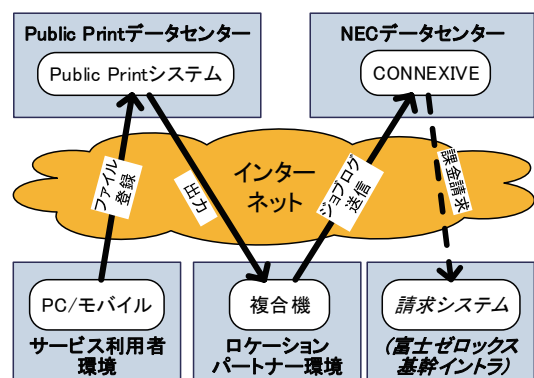 Public Printデータセンター
Public Printシステム
NECデータセンター
CONNEXIVE
ファイル
登録
出力
インター
ネット
ジョブログ
送信
課金請求
PC/モバイル
サービス利用者
環境
複合機
ロケーション
パートナー環境
請求システム
(富士ゼロックス
基幹イントラ)